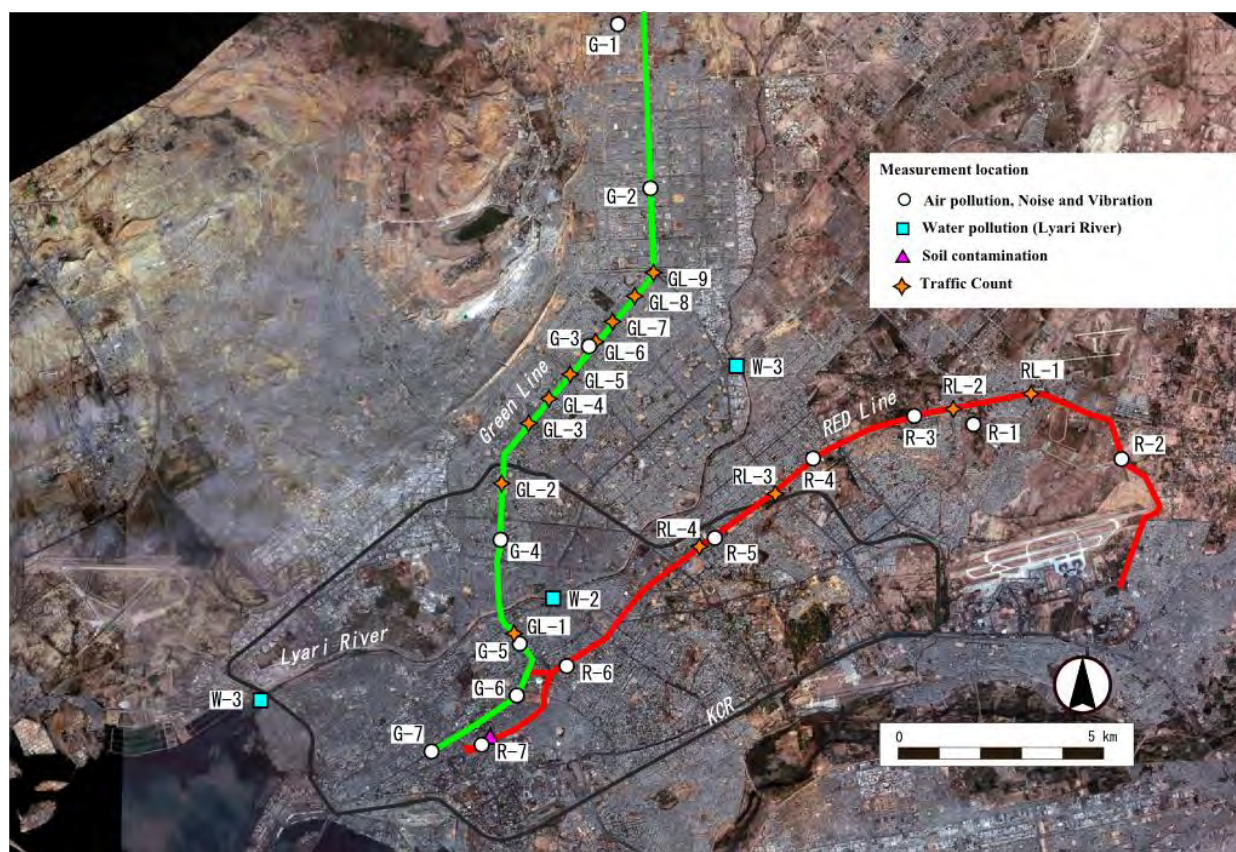 G-1
Measurement location
Air pollution, Noise and Vibration
Water pollution (Lyari River)
Soil contamination
Traffic Count
G-2
GL-9
GL-8
GL-7
G-3
GL-6
W-3
GL-5
Green Line
GL-4
GL-3
RL-1
RL-2
RED Line
R-3
R-1
R-2
R-4
RL-3
GL-2
RL-4
G-4
R-5
W-2
GL-1
G-5
Lyari River
R-6
G-6
W-3
KCR
G-7
R-7
0 5 km